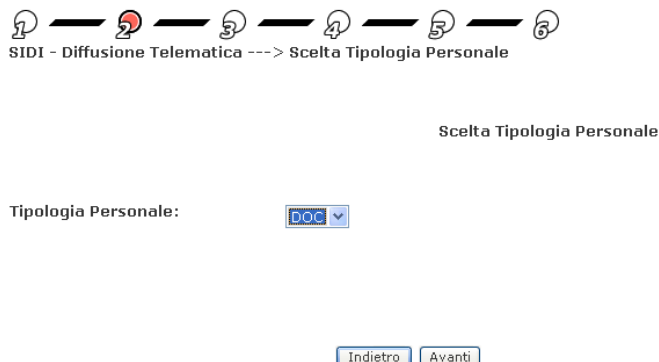 1 2 3 4 5 6
SIDI - Diffusione Telematica ---> Scelta Tipologia Personale
Scelta Tipologia Personale
Tipologia Personale: DOC
Indietro Avanti